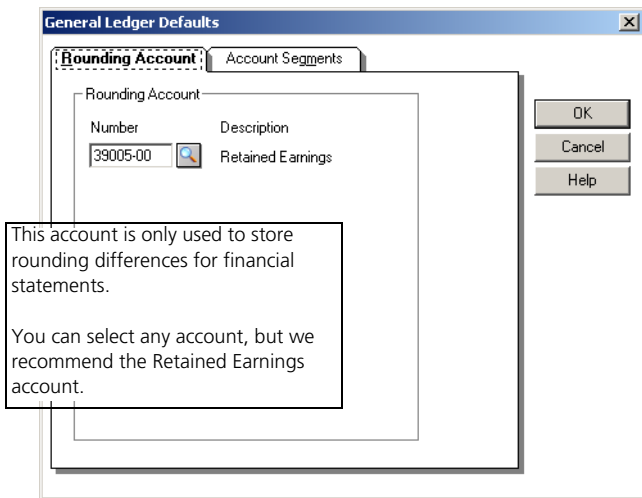 General Ledger Defaults
Rounding Account
Account Segments
Rounding Account
Number Description
39005-00 Retained Earnings
OK
Cancel
Help
This account is only used to store
rounding differences for financial
statements.
You can select any account, but we
recommend the Retained Earnings
account.